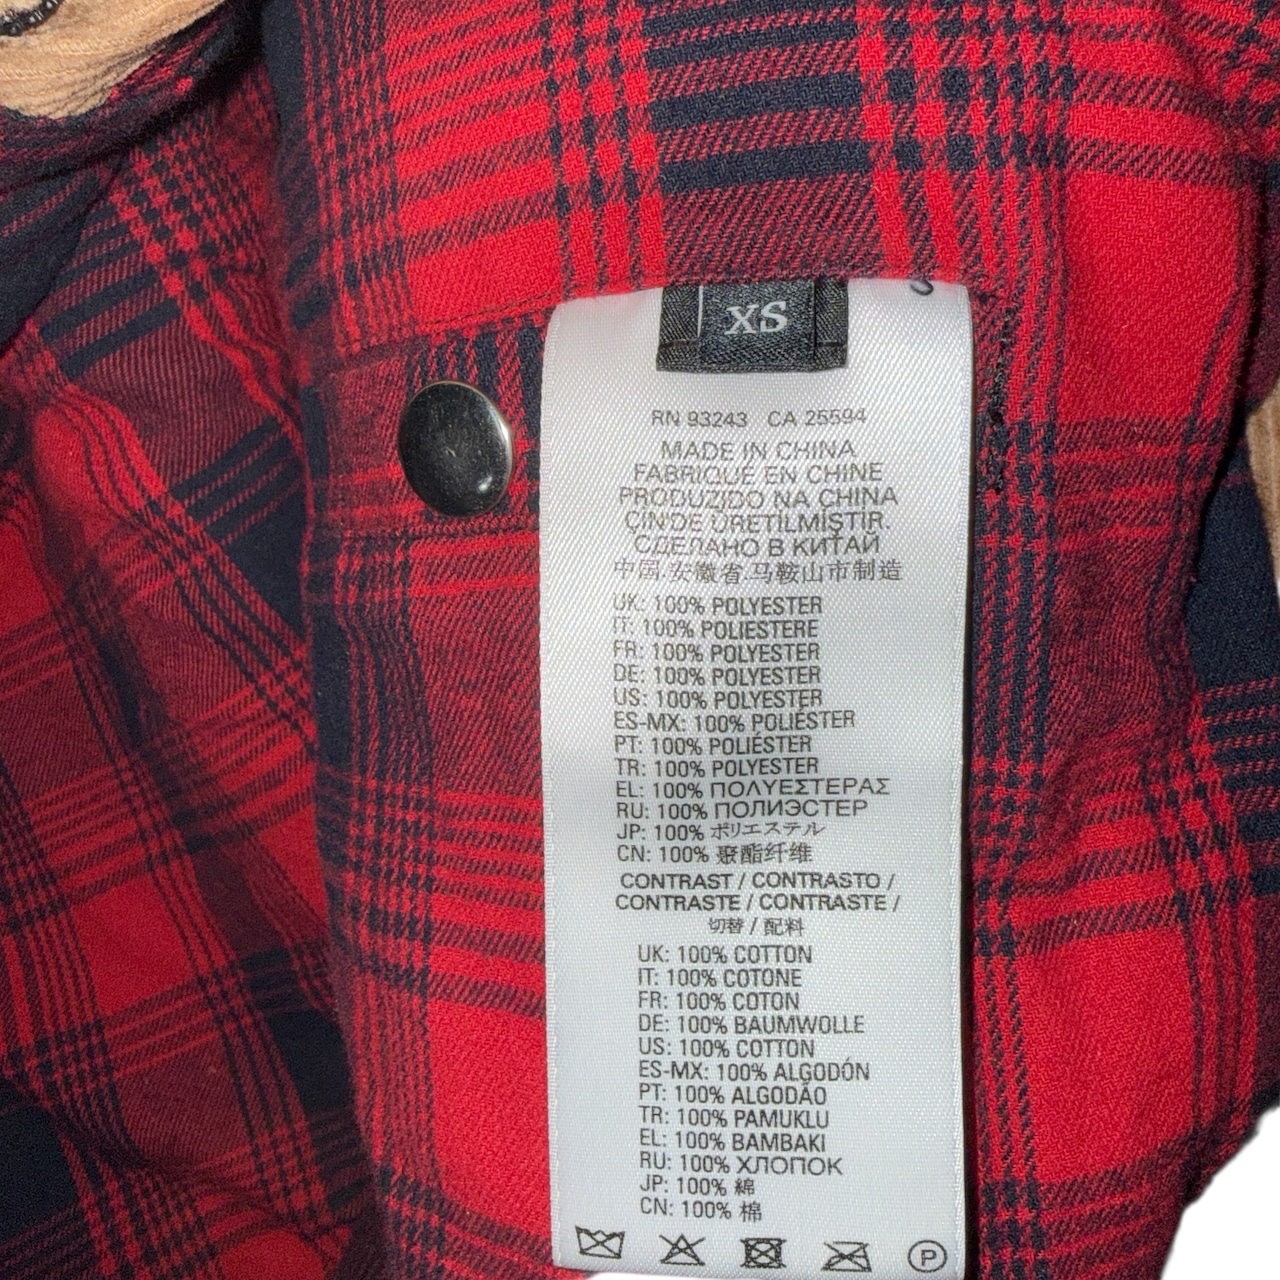 XS
RN 93243 CA 25594
MADE IN CHINA
FABRIQUÉ EN CHINE
PRODUZIDO NA CHINA
ÇİN'DE ÜRETİLMİŞTİR.
СДЕЛАНО В КИТАЙ
中国.安徽省.马鞍山市制造
UK: 100% POLYESTER
IT: 100% POLIESTERE
FR: 100% POLYESTER
DE: 100% POLYESTER
US: 100% POLYESTER
ES-MX: 100% POLIÉSTER
PT: 100% POLIÉSTER
TR: 100% POLYESTER
EL: 100% ΠΟΛΥΕΣΤΕΡΑΣ
RU: 100% ПОЛИЭСТЕР
JP: 100% ポリエステル
CN: 100% 聚酯纤维
CONTRAST / CONTRASTO /
CONTRASTE / CONTRASTE /
切替 / 配料
UK: 100% COTTON
IT: 100% COTONE
FR: 100% COTON
DE: 100% BAUMWOLLE
US: 100% COTTON
ES-MX: 100% ALGODÓN
PT: 100% ALGODÃO
TR: 100% PAMUKLU
EL: 100% BAMBAKI
RU: 100% ХЛОПОК
JP: 100% 綿
CN: 100% 棉
P